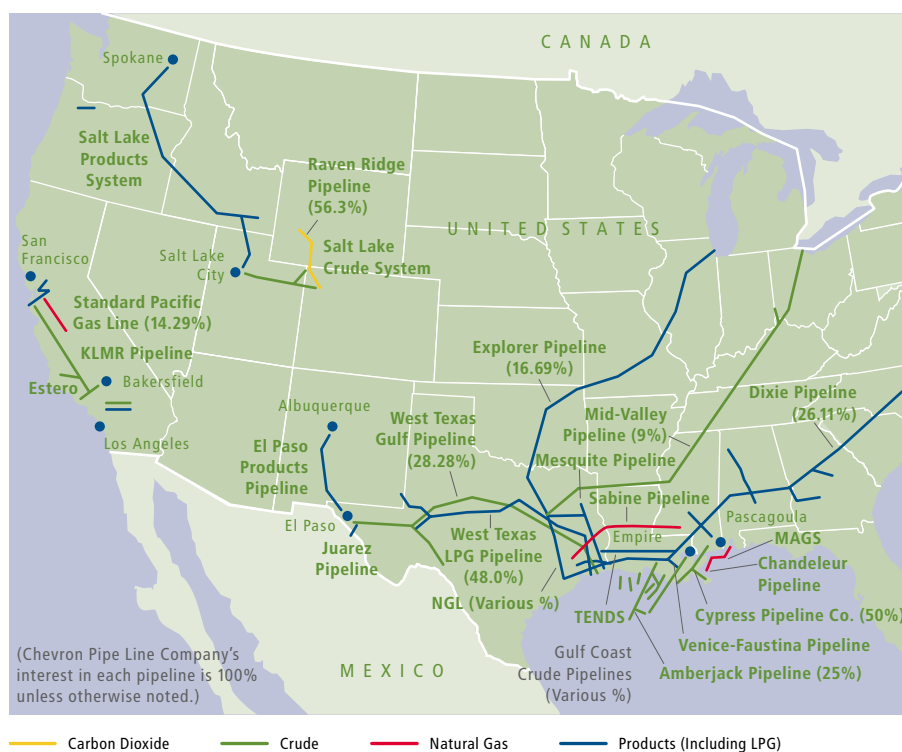 CANADA
Spokane
Salt Lake
Products
System
Raven Ridge
Pipeline
(56.3%)
UNITED STATES
San
Francisco
Salt Lake
City
Salt Lake
Crude System
Standard Pacific
Gas Line (14.29%)
KLMR Pipeline
Estero
Bakersfield
Los Angeles
Explorer Pipeline
(16.69%)
Albuquerque
West Texas
Gulf Pipeline
(28.28%)
Mid-Valley
Pipeline (9%)
Dixie Pipeline
(26.11%)
El Paso
Products
Pipeline
Mesquite Pipeline
Sabine Pipeline
El Paso
Juarez
Pipeline
West Texas
LPG Pipeline
(48.0%)
Empire
Pascagoula
MAGS
Chandeleur
Pipeline
NGL (Various %)
TENDS
Cypress Pipeline Co. (50%)
Venice-Faustina Pipeline
Amberjack Pipeline (25%)
Gulf Coast
Crude Pipelines
(Various %)
MEXICO
(Chevron Pipe Line Company's
interest in each pipeline is 100%
unless otherwise noted.)
Carbon Dioxide
Crude
Natural Gas
Products (Including LPG)